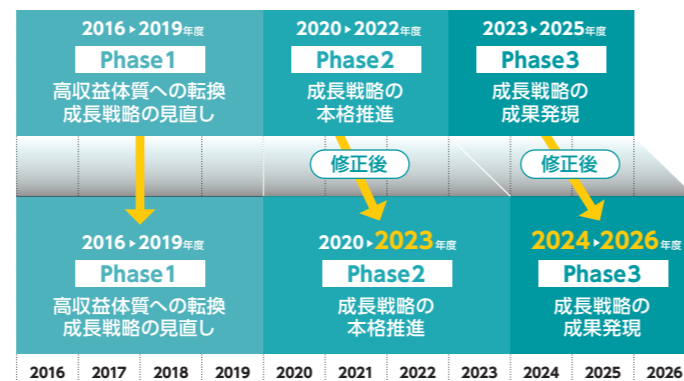 2016▶2019年度
Phase1
高収益体質への転換
成長戦略の見直し
2020▶2022年度
Phase2
成長戦略の
本格推進
2023▶2025年度
Phase3
成長戦略の
成果発現
修正後
修正後
2016▶2019年度
Phase1
高収益体質への転換
成長戦略の見直し
2020▶2023年度
Phase2
成長戦略の
本格推進
2024▶2026年度
Phase3
成長戦略の
成果発現
2016 2017 2018 2019 2020 2021 2022 2023 2024 2025 2026